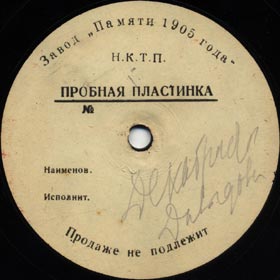 Завод „Памяти 1905 года"
Н.К.Т.П.
ПРОБНАЯ ПЛАСТИНКА
№
Наименов.
Исполнит.
Продаже не подлежит